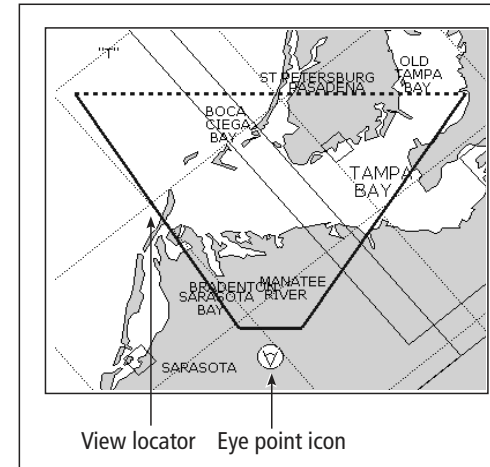 "T"
OLD
TAMPA
BAY
ST PETERSBURG
PASADENA
BOCA
CIEGA
BAY
TAMPA
BAY
BRADENTON
MANATEE
RIVER
SARASOTA
BAY
SARASOTA
View locator
Eye point icon